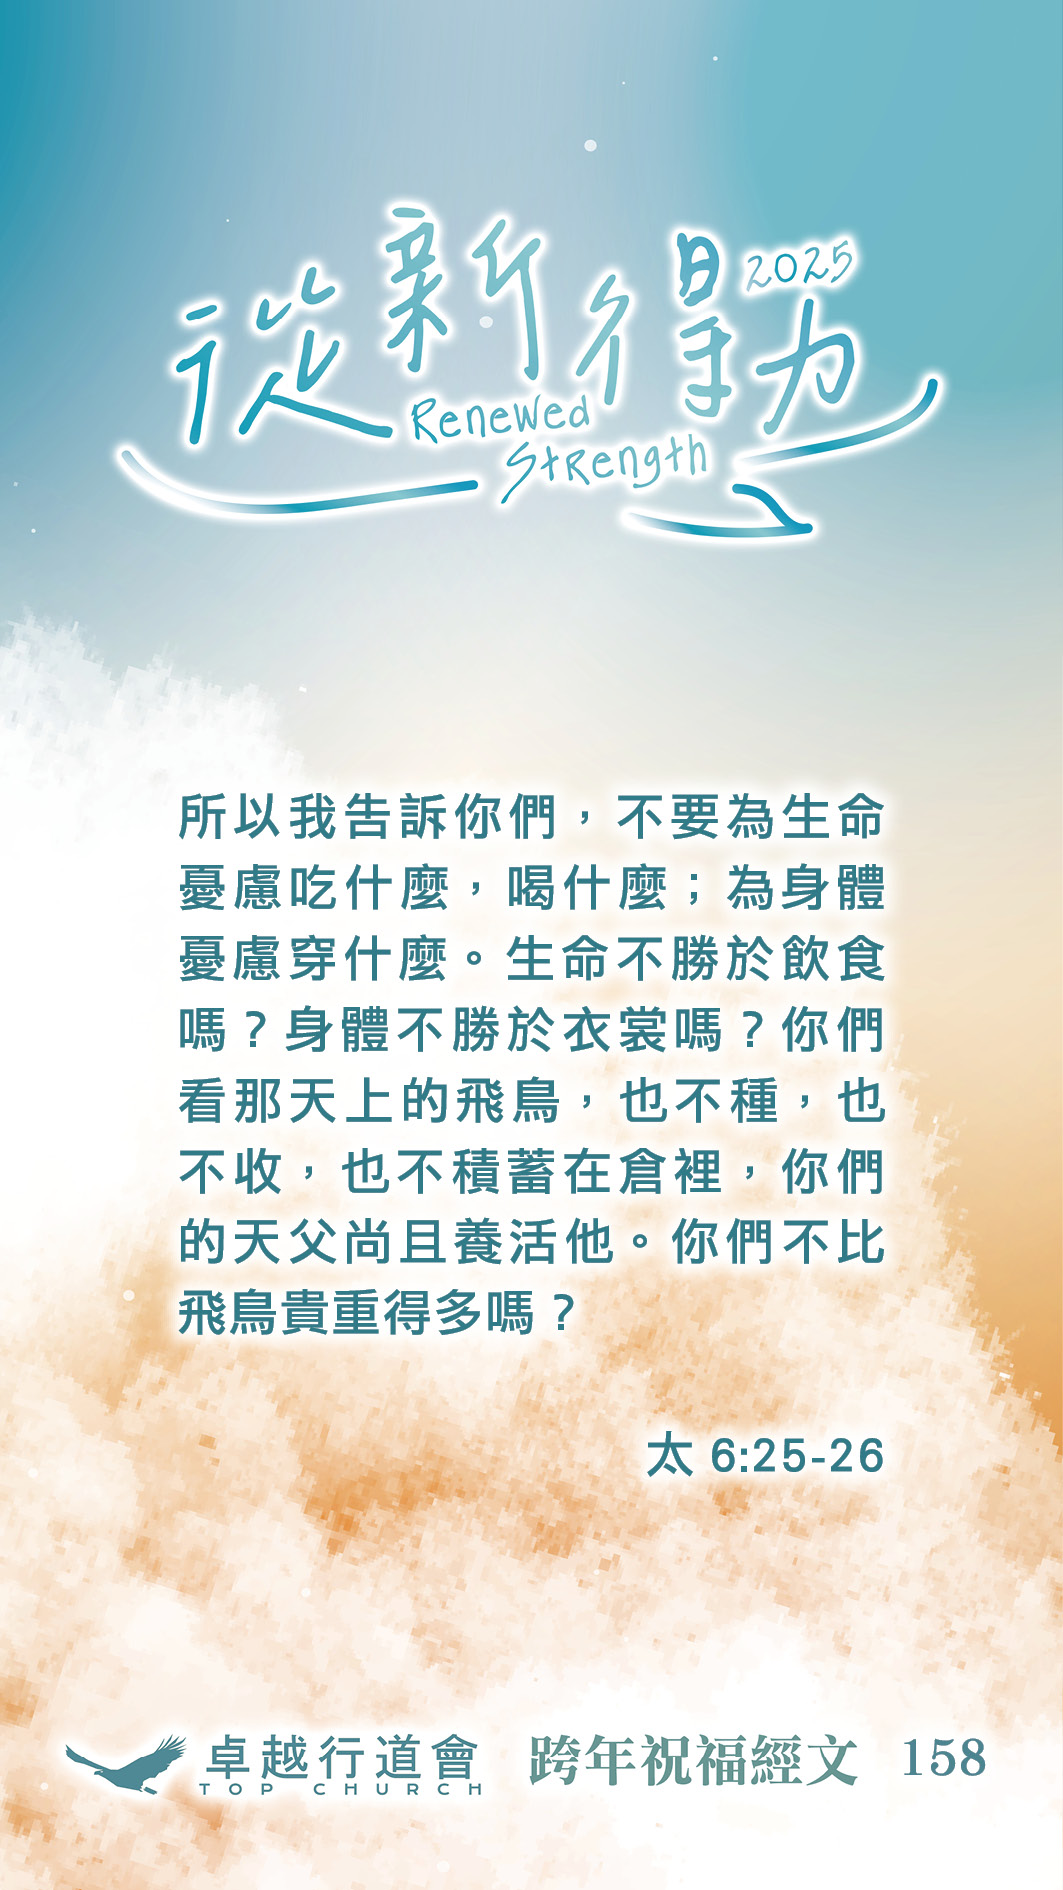 從新得力 2025
Renewed
Strength
所以我告訴你們，不要為生命
憂慮吃什麼，喝什麼；為身體
憂慮穿什麼。生命不勝於飲食
嗎？身體不勝於衣裳嗎？你們
看那天上的飛鳥，也不種，也
不收，也不積蓄在倉裡，你們
的天父尚且養活他。你們不比
飛鳥貴重得多嗎？
太 6:25-26
卓越行道會 跨年祝福經文 158
TOP CHURCH